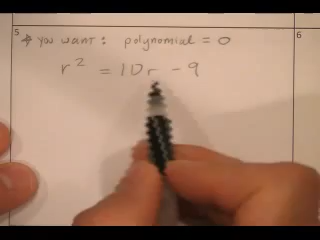 5
→ you want: polynomial = 0
6
r² = 10r - 9